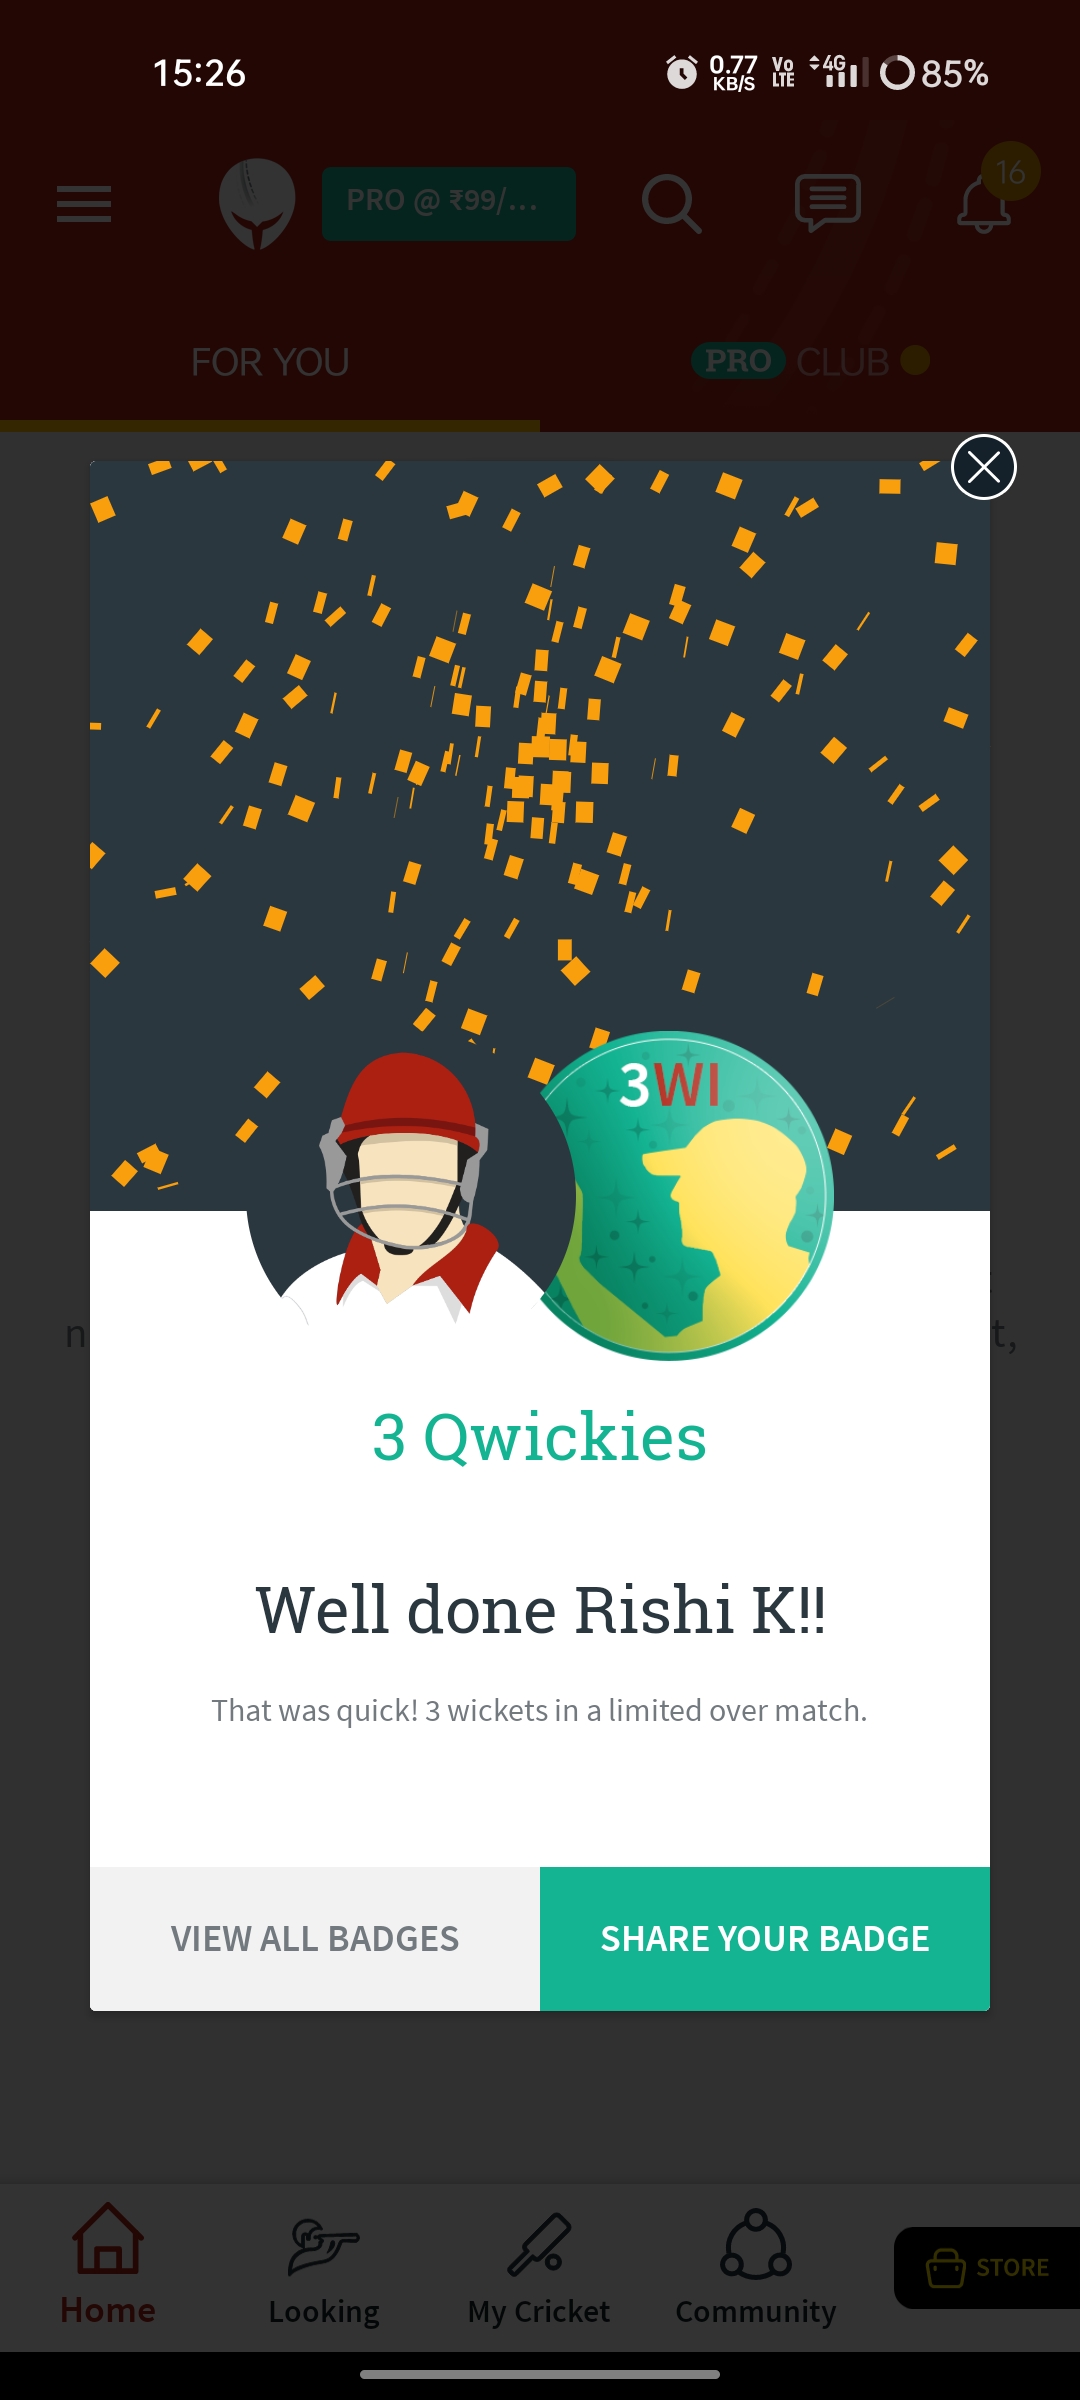 15:26
0.77
KB/S
Vo
LTE
4G
85%
PRO @ ₹99/...
16
FOR YOU
PRO CLUB
3WI
n
t,
3 Qwickies
Well done Rishi K!!
That was quick! 3 wickets in a limited over match.
VIEW ALL BADGES
SHARE YOUR BADGE
STORE
Home
Looking
My Cricket
Community